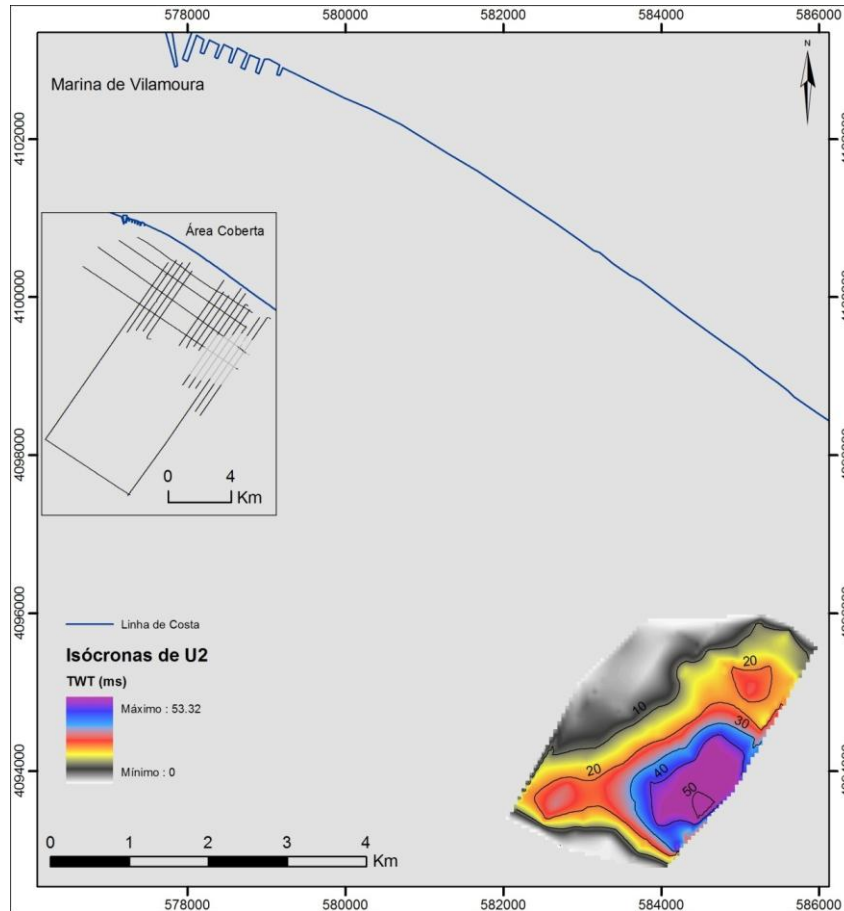 578000 580000 582000 584000 586000
N
Marina de Vilamoura
4102000
4100000
4098000
4096000
4094000
Área Coberta
0 4
Km
Linha de Costa
Isócronas de U2
TWT (ms)
Máximo : 53.32
Mínimo : 0
0 1 2 3 4
Km
20
10
30
20
40
50
578000 580000 582000 584000 586000